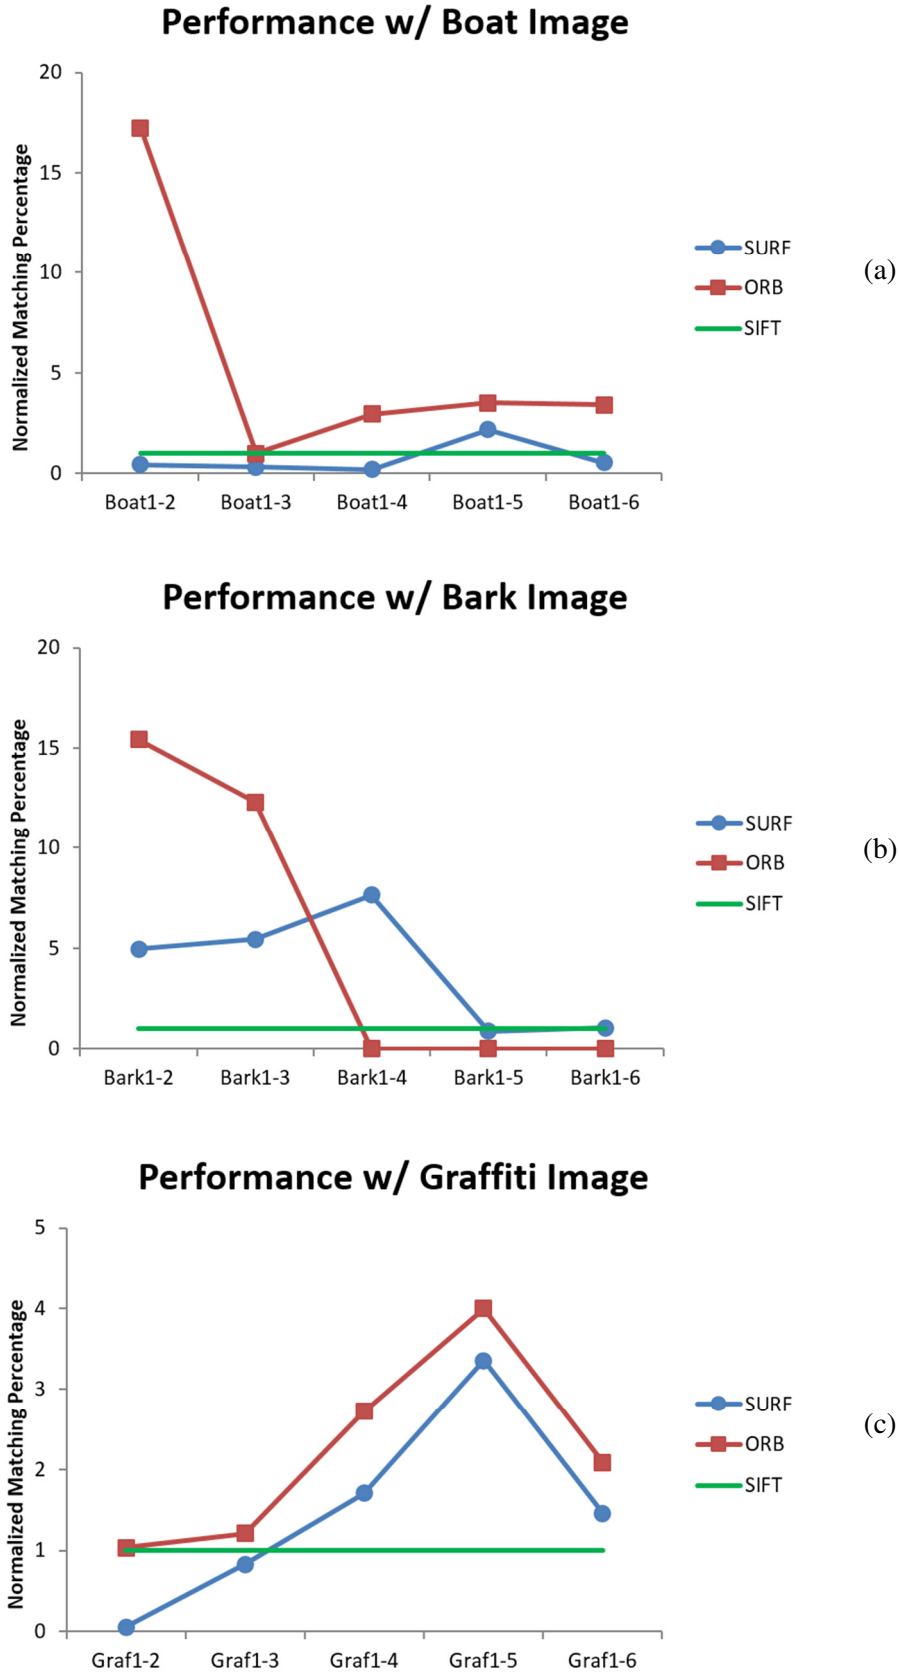 Performance w/ Boat Image
Normalized Matching Percentage
20
15
10
5
0
Boat1-2 Boat1-3 Boat1-4 Boat1-5 Boat1-6
SURF
ORB
SIFT
(a)
Performance w/ Bark Image
Normalized Matching Percentage
20
15
10
5
0
Bark1-2 Bark1-3 Bark1-4 Bark1-5 Bark1-6
SURF
ORB
SIFT
(b)
Performance w/ Graffiti Image
Normalized Matching Percentage
5
4
3
2
1
0
Graf1-2 Graf1-3 Graf1-4 Graf1-5 Graf1-6
SURF
ORB
SIFT
(c)